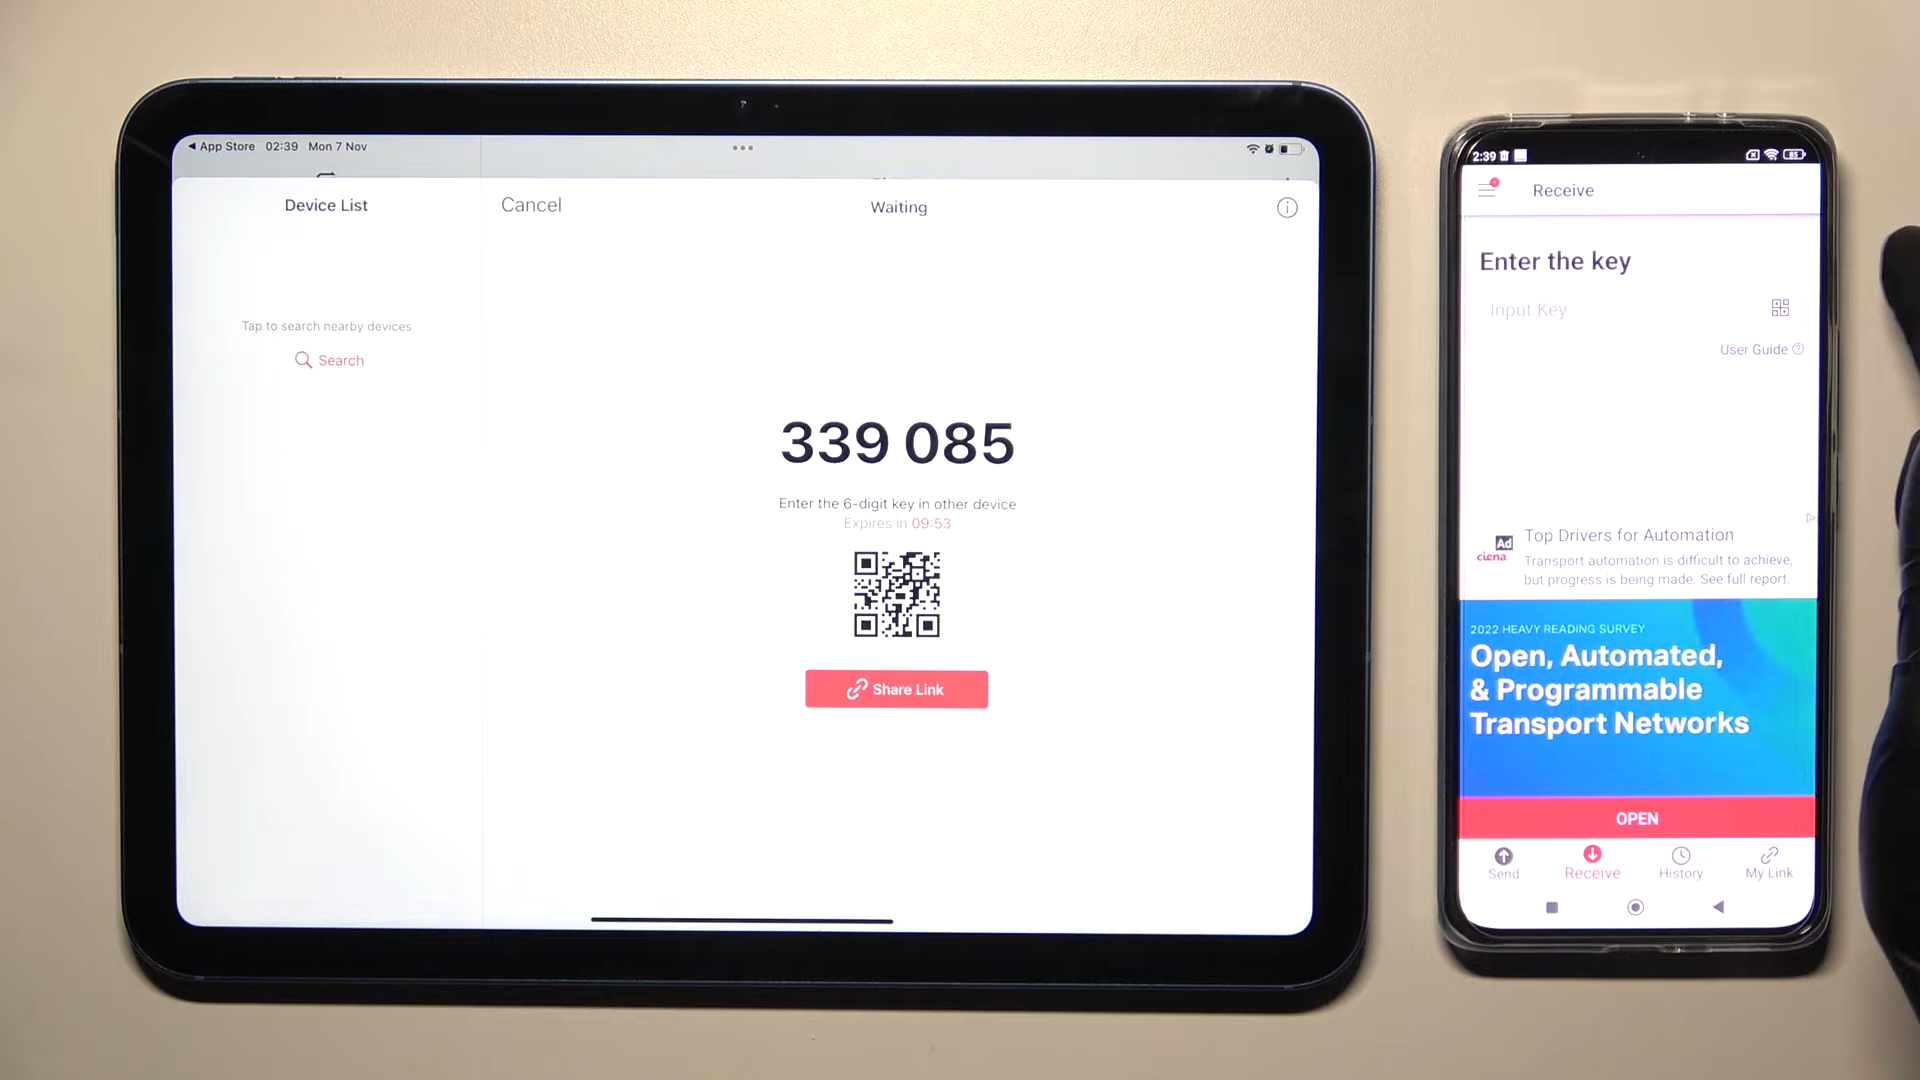 App Store 02:39 Mon 7 Nov
Device List
Cancel
Waiting
Tap to search nearby devices
Search
339 085
Enter the 6-digit key in other device
Expires in 09:53
Share Link
2:39
85
Receive
Enter the key
Input Key
User Guide
Ad
ciena
Top Drivers for Automation
Transport automation is difficult to achieve,
but progress is being made. See full report.
2022 HEAVY READING SURVEY
Open, Automated,
& Programmable
Transport Networks
OPEN
Send
Receive
History
My Link